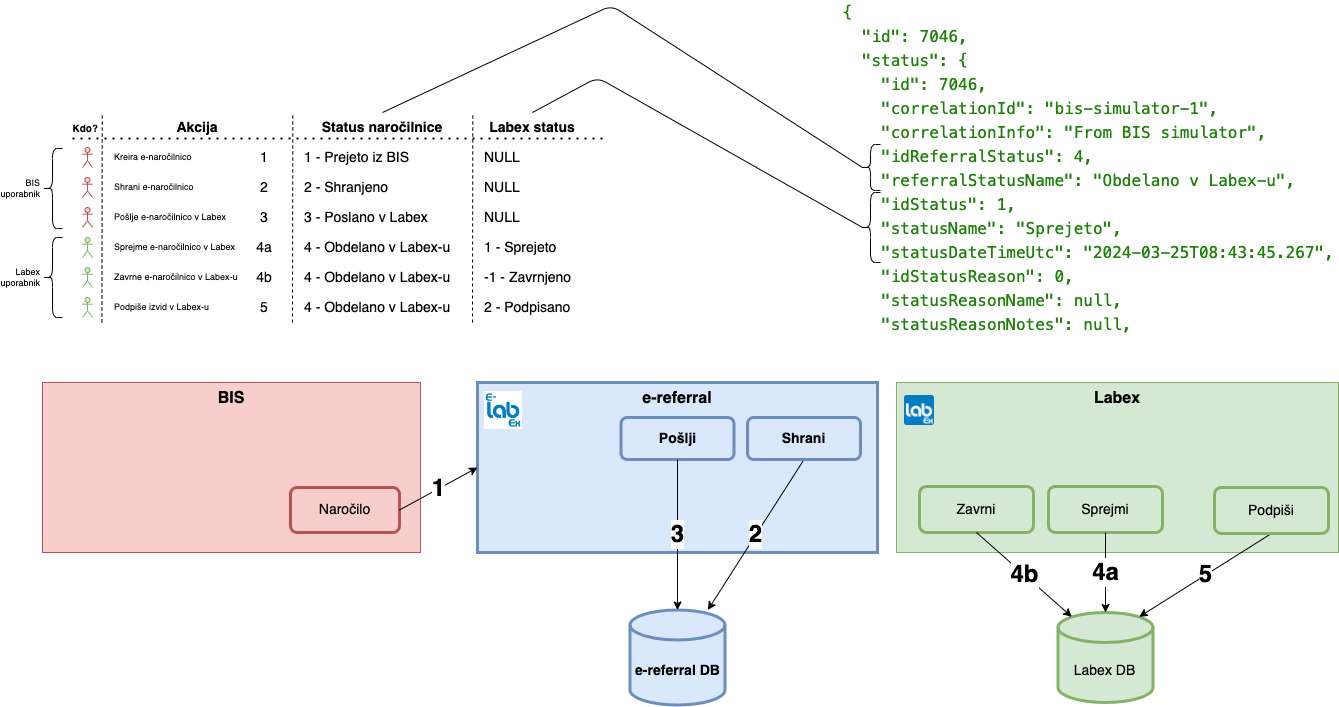 {
"id": 7046,
"status": {
"id": 7046,
"correlationId": "bis-simulator-1",
"correlationInfo": "From BIS simulator",
"idReferralStatus": 4,
"referralStatusName": "Obdelano v Labex-u",
"idStatus": 1,
"statusName": "Sprejeto",
"statusDateTimeUtc": "2024-03-25T08:43:45.267",
"idStatusReason": 0,
"statusReasonName": null,
"statusReasonNotes": null,
Kdo? Akcija Status naročilnice Labex status
BIS uporabnik
Kreira e-naročilnico 1 1 - Prejeto iz BIS NULL
Shrani e-naročilnico 2 2 - Shranjeno NULL
Pošlje e-naročilnico v Labex 3 3 - Poslano v Labex NULL
Labex uporabnik
Sprejme e-naročilnico v Labex 4a 4 - Obdelano v Labex-u 1 - Sprejeto
Zavrne e-naročilnico v Labex-u 4b 4 - Obdelano v Labex-u -1 - Zavrnjeno
Podpiše izvid v Labex-u 5 4 - Obdelano v Labex-u 2 - Podpisano
BIS
Naročilo
1
E-
lab
Ex
e-referral
Pošlji
Shrani
3
2
e-referral DB
lab
Ex
Labex
Zavrni
Sprejmi
Podpiši
4b
4a
5
Labex DB